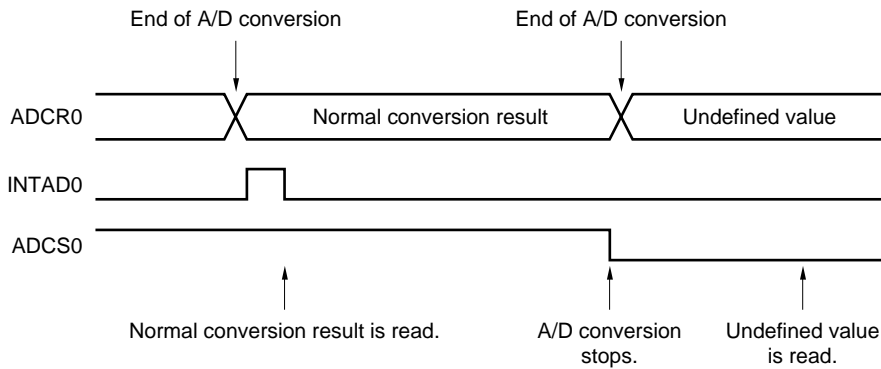 End of A/D conversion
End of A/D conversion
ADCR0
Normal conversion result
Undefined value
INTAD0
ADCS0
Normal conversion result is read.
A/D conversion
stops.
Undefined value
is read.